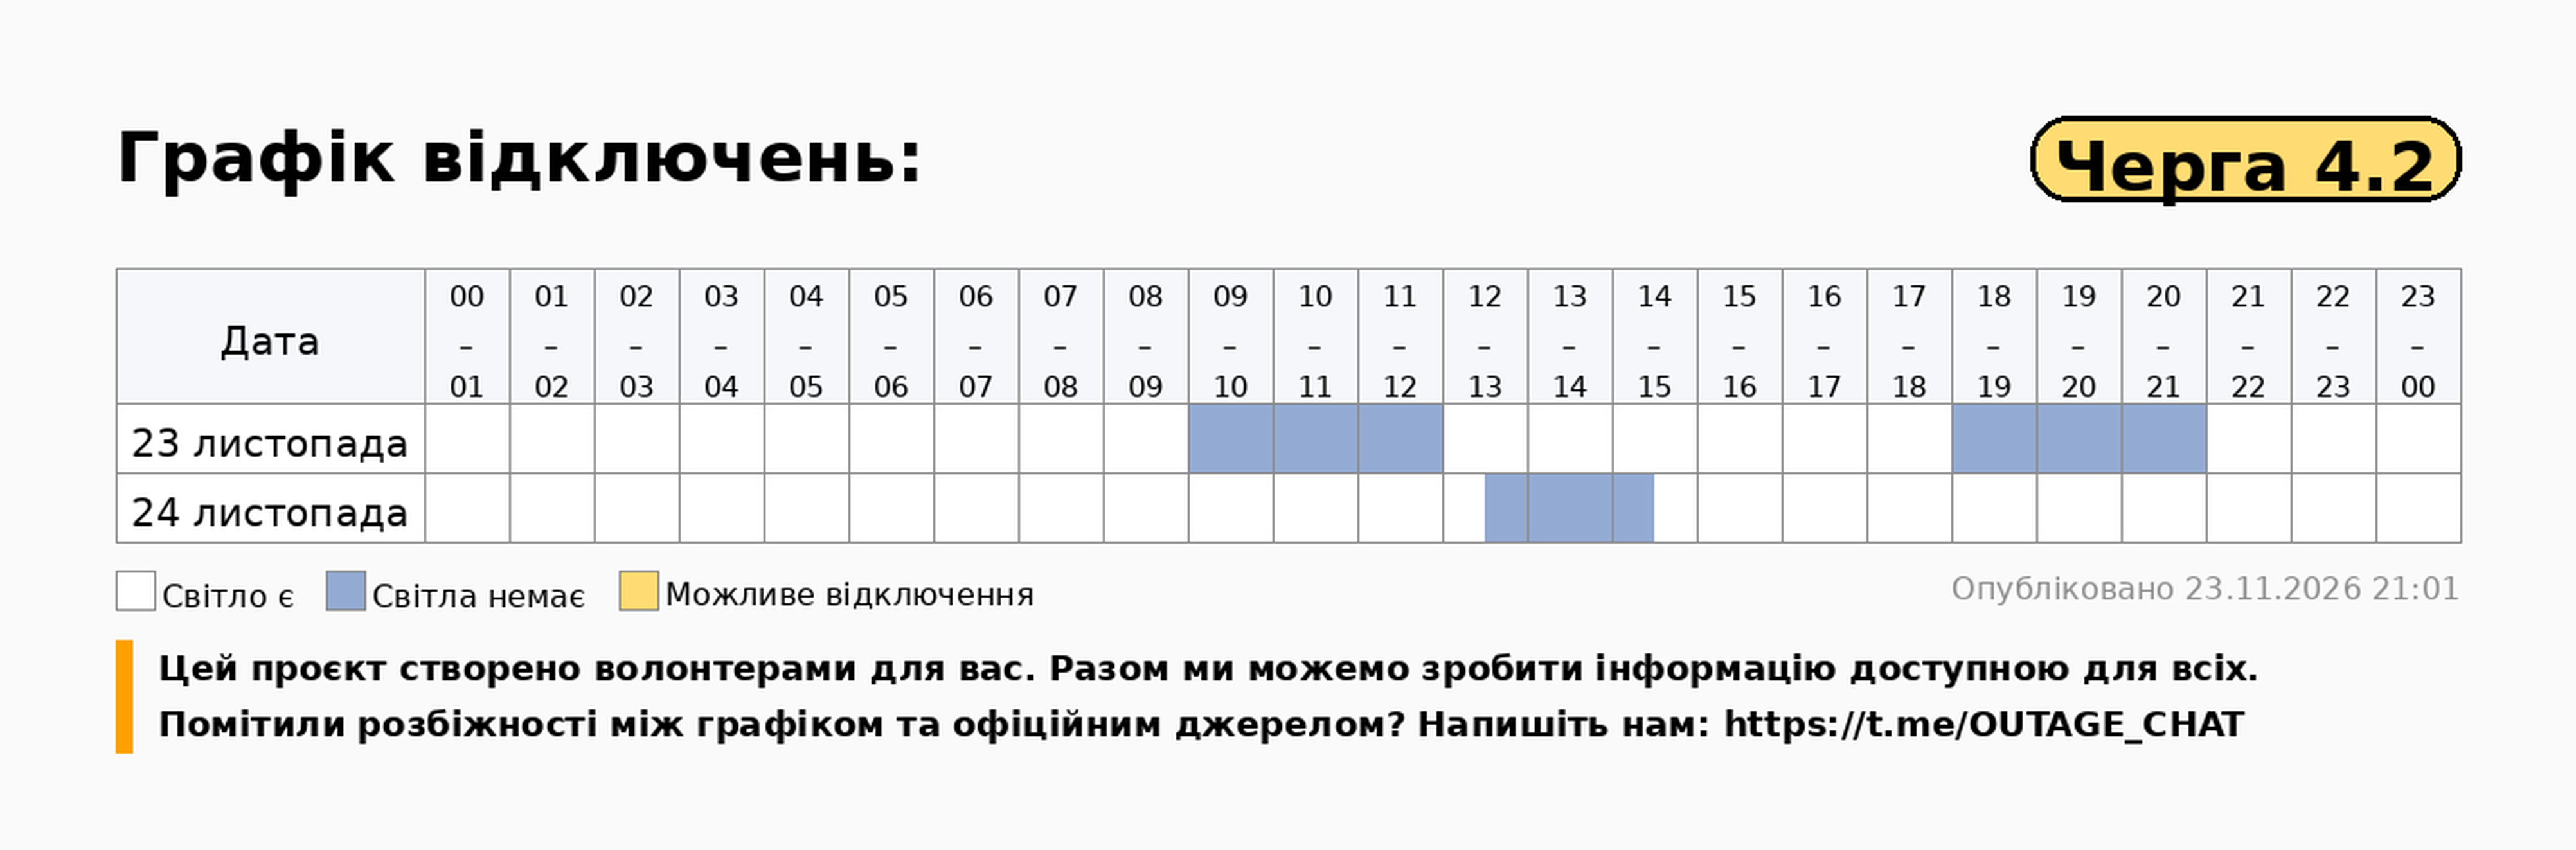 Графік відключень:
Черга 4.2
Дата
00 – 01
01 – 02
02 – 03
03 – 04
04 – 05
05 – 06
06 – 07
07 – 08
08 – 09
09 – 10
10 – 11
11 – 12
12 – 13
13 – 14
14 – 15
15 – 16
16 – 17
17 – 18
18 – 19
19 – 20
20 – 21
21 – 22
22 – 23
23 – 00
23 листопада
24 листопада
Світло є
Світла немає
Можливе відключення
Опубліковано 23.11.2026 21:01
Цей проєкт створено волонтерами для вас. Разом ми можемо зробити інформацію доступною для всіх.
Помітили розбіжності між графіком та офіційним джерелом? Напишіть нам: https://t.me/OUTAGE_CHAT